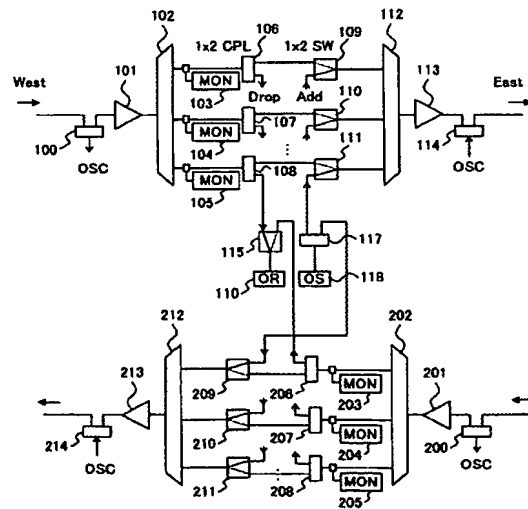 102
106
112
1x2 CPL
1x2 SW
109
West
101
MON
103
Drop
Add
110
113
East
100
OSC
MON
104
107
111
114
OSC
MON
105
108
115
117
OR
110
OS
118
212
202
213
209
206
MON
203
201
214
OSC
210
207
MON
204
200
OSC
211
208
MON
205